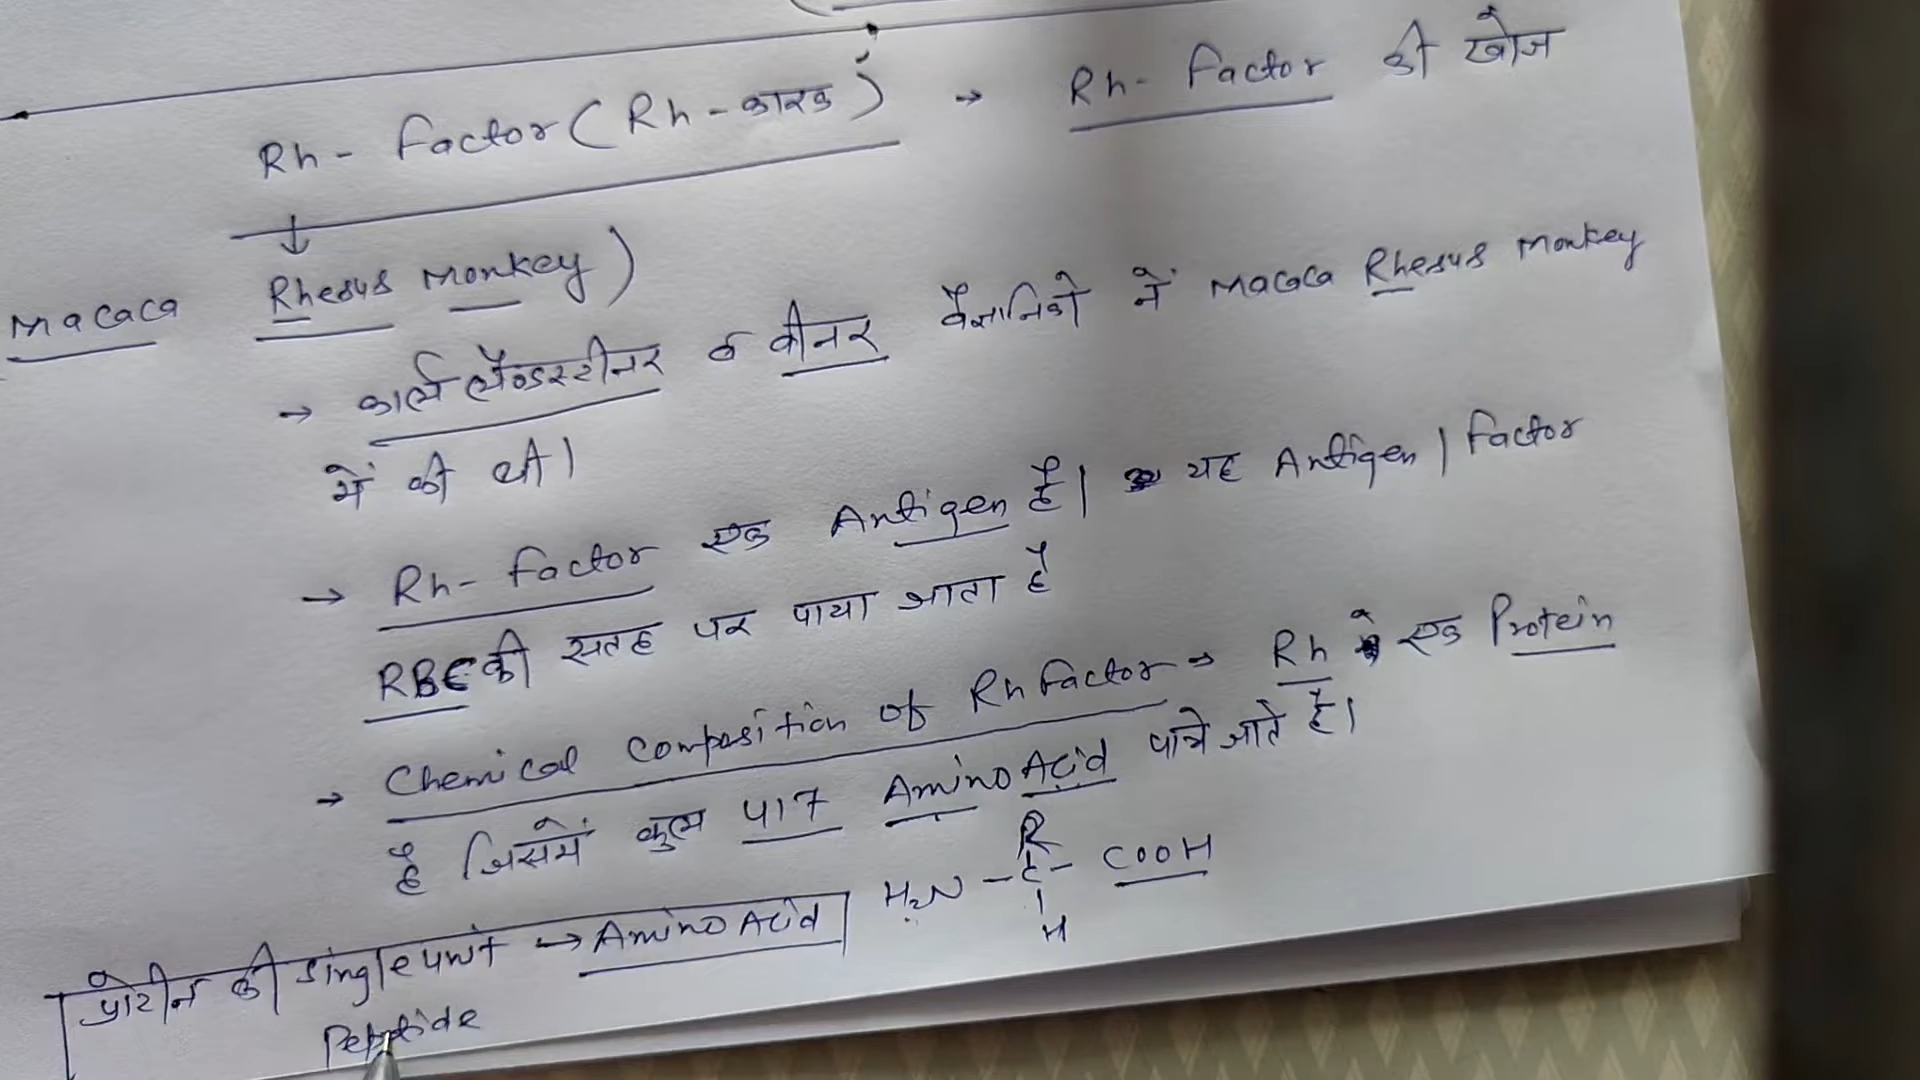 Rh - factor (Rh - कारक) → Rh - factor की खोज
↓
Macaca Rhesus Monkey)
→ कार्ल लैण्डस्टीनर व वीनर वैज्ञानिको ने Macaca Rhesus Monkey
में की थी।
→ Rh - factor एक Antigen है। यह Antigen | factor
RBC की सतह पर पाया जाता है
→ Chemical Composition of Rh factor → Rh एक Protein
है जिसमें कुल 417 Amino Acid पाये जाते है।
R
H2N - C - COOH
H
प्रोटीन की single unit → Amino Acid
Peptide